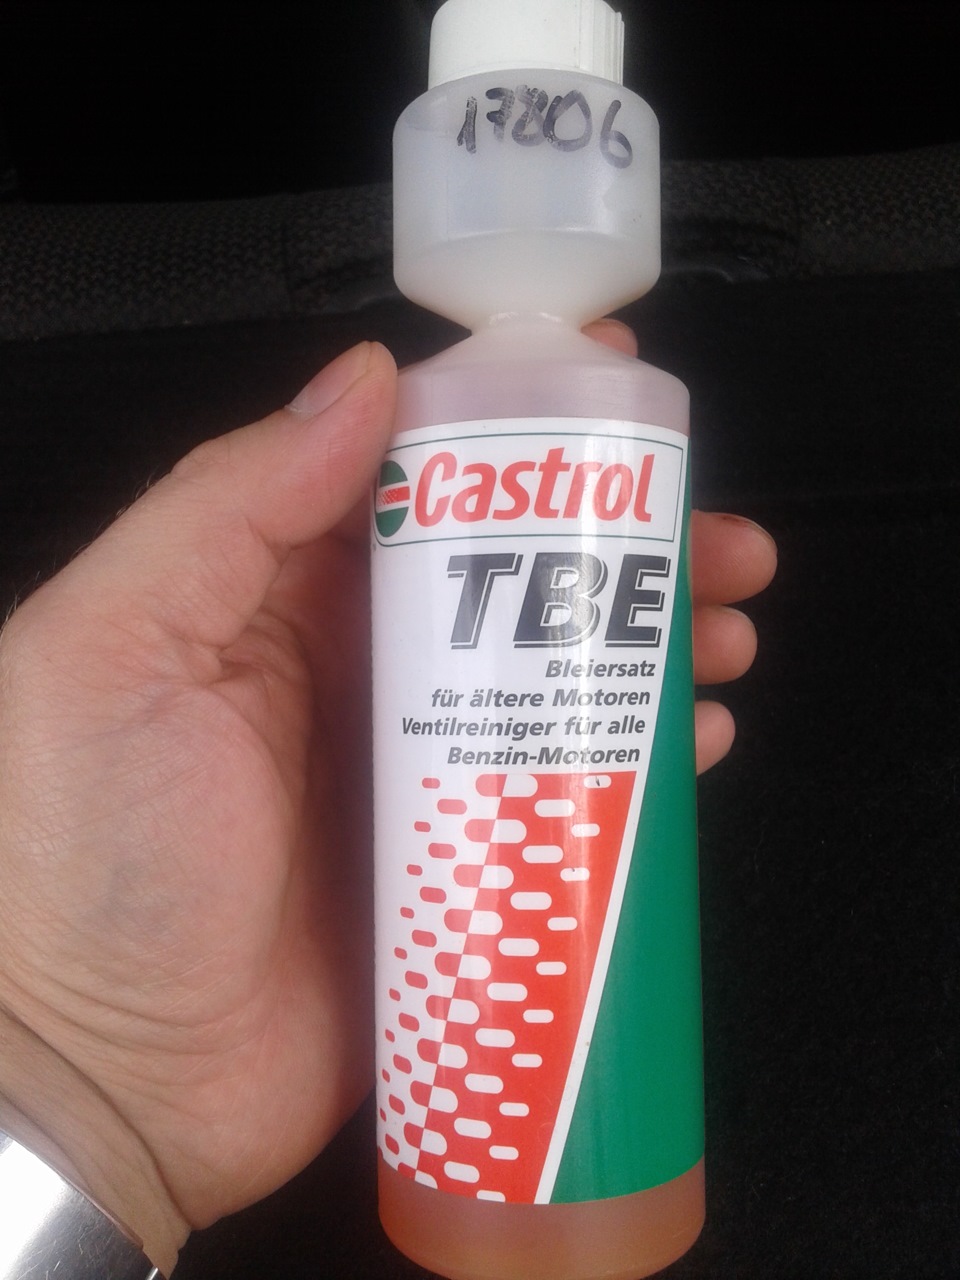 17806
Castrol
TBE
Bleiersatz
für ältere Motoren
Ventilreiniger für alle
Benzin-Motoren